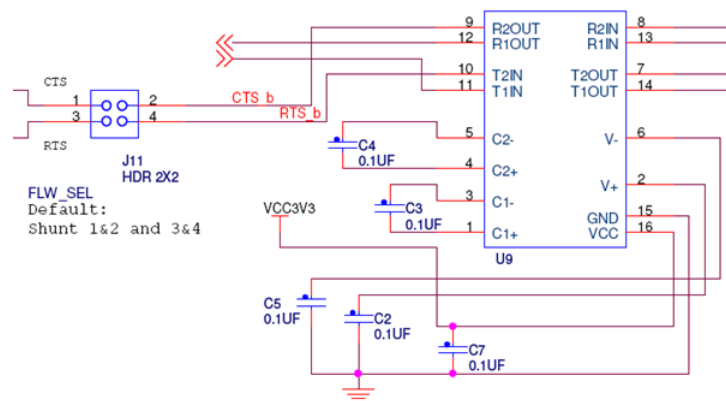 9 R2OUT R2IN 8
12 R1OUT R1IN 13
10 T2IN T2OUT 7
11 T1IN T1OUT 14
CTS
1 2 CTS_b
3 4 RTS_b
RTS
J11
HDR 2X2
FLW_SEL
Default:
Shunt 1&2 and 3&4
5 C2- V- 6
C4
0.1UF
4 C2+
V+ 2
3 C1-
C3
0.1UF
GND 15
1 C1+ VCC 16
VCC3V3
U9
C5
0.1UF
C2
0.1UF
C7
0.1UF